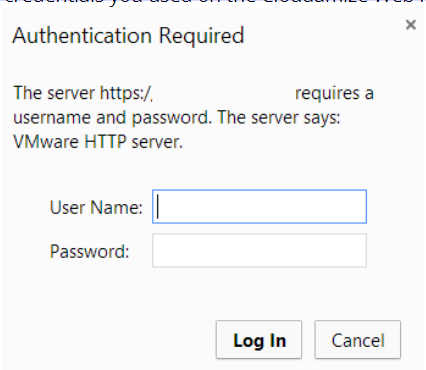 credentials you used on the Cloudamize Web
Authentication Required
×
The server https:/, requires a
username and password. The server says:
VMware HTTP server.
User Name:
Password:
Log In
Cancel